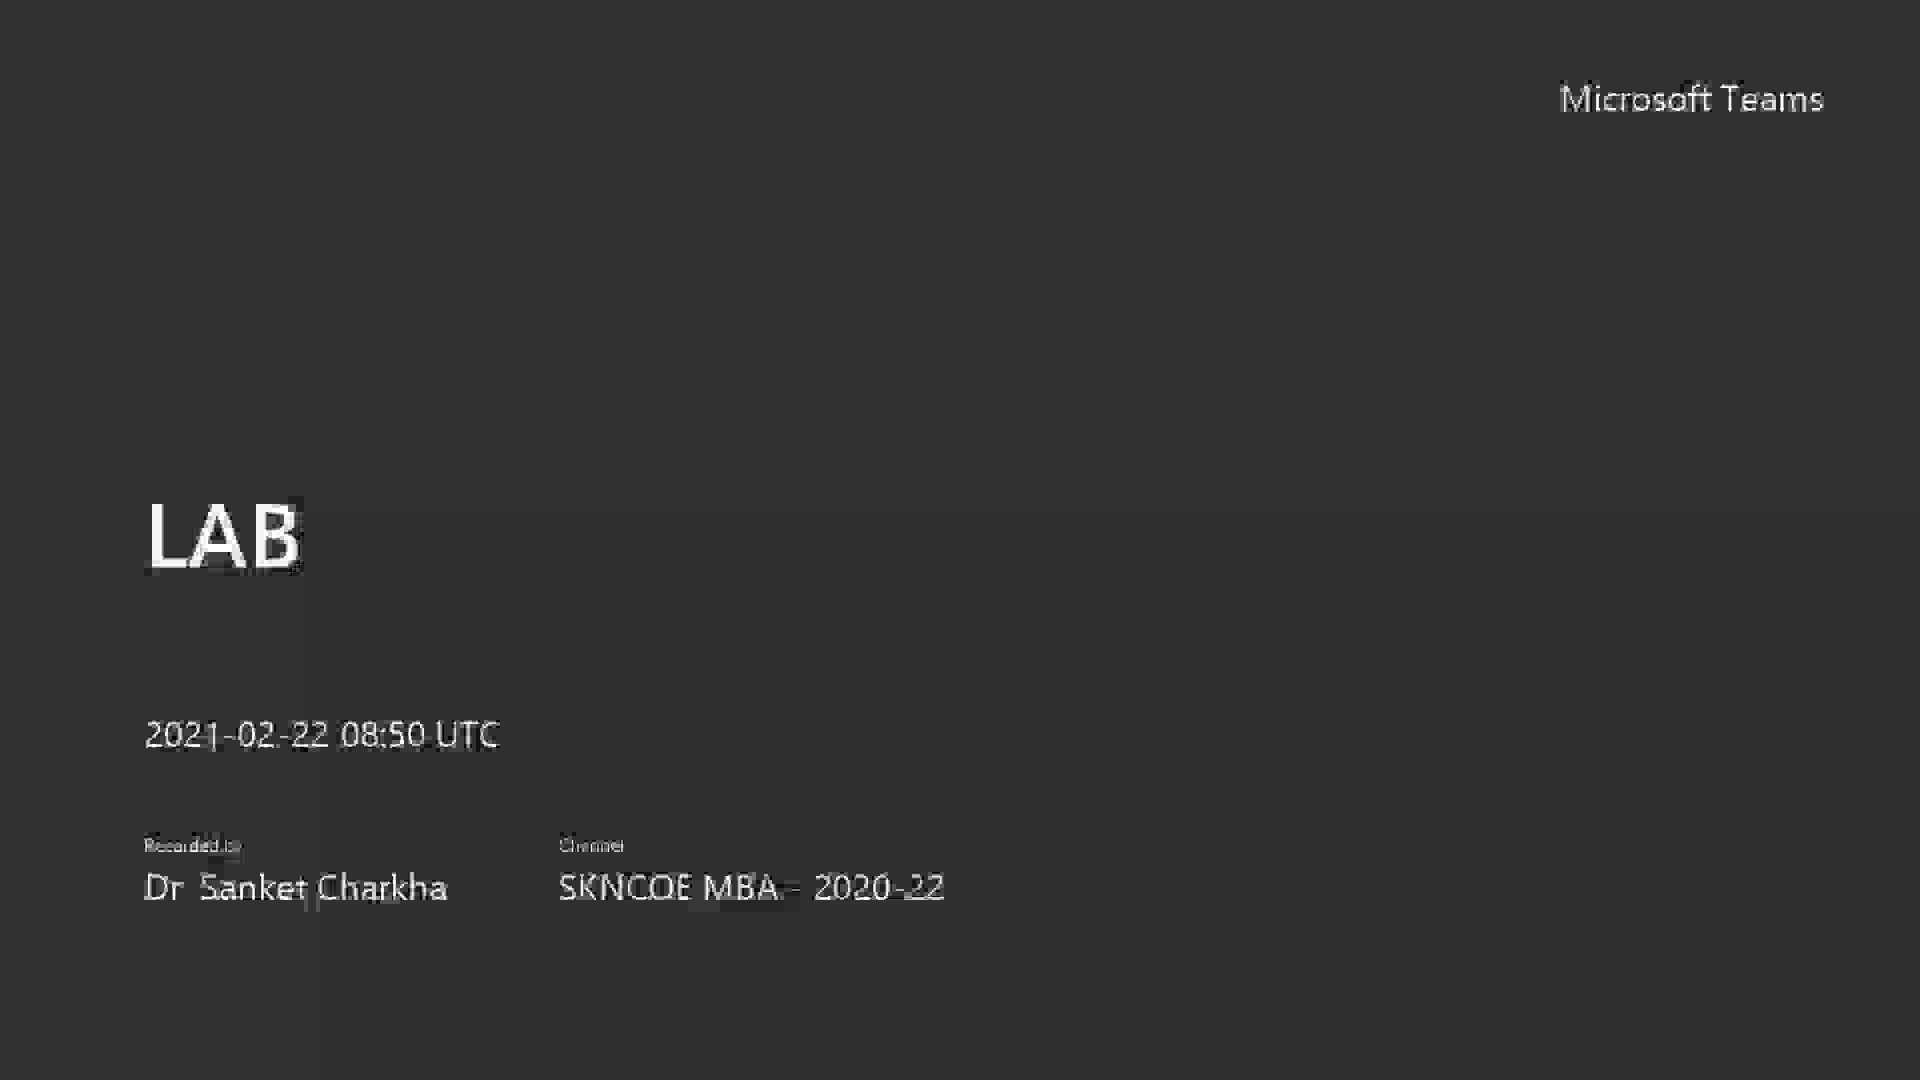 Microsoft Teams
LAB
2021-02-22 08:50 UTC
Recorded by
Channel
Dr Sanket Charkha
SKNCOE MBA - 2020-22